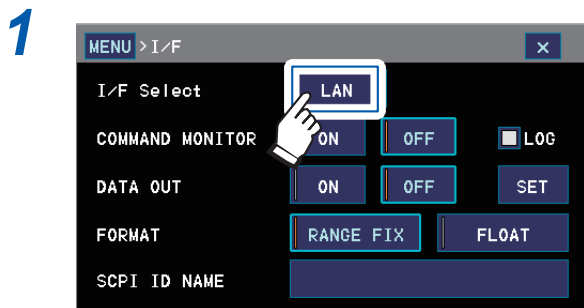 1
MENU >I/F ×
I/F Select LAN
COMMAND MONITOR ON OFF LOG
DATA OUT ON OFF SET
FORMAT RANGE FIX FLOAT
SCPI ID NAME